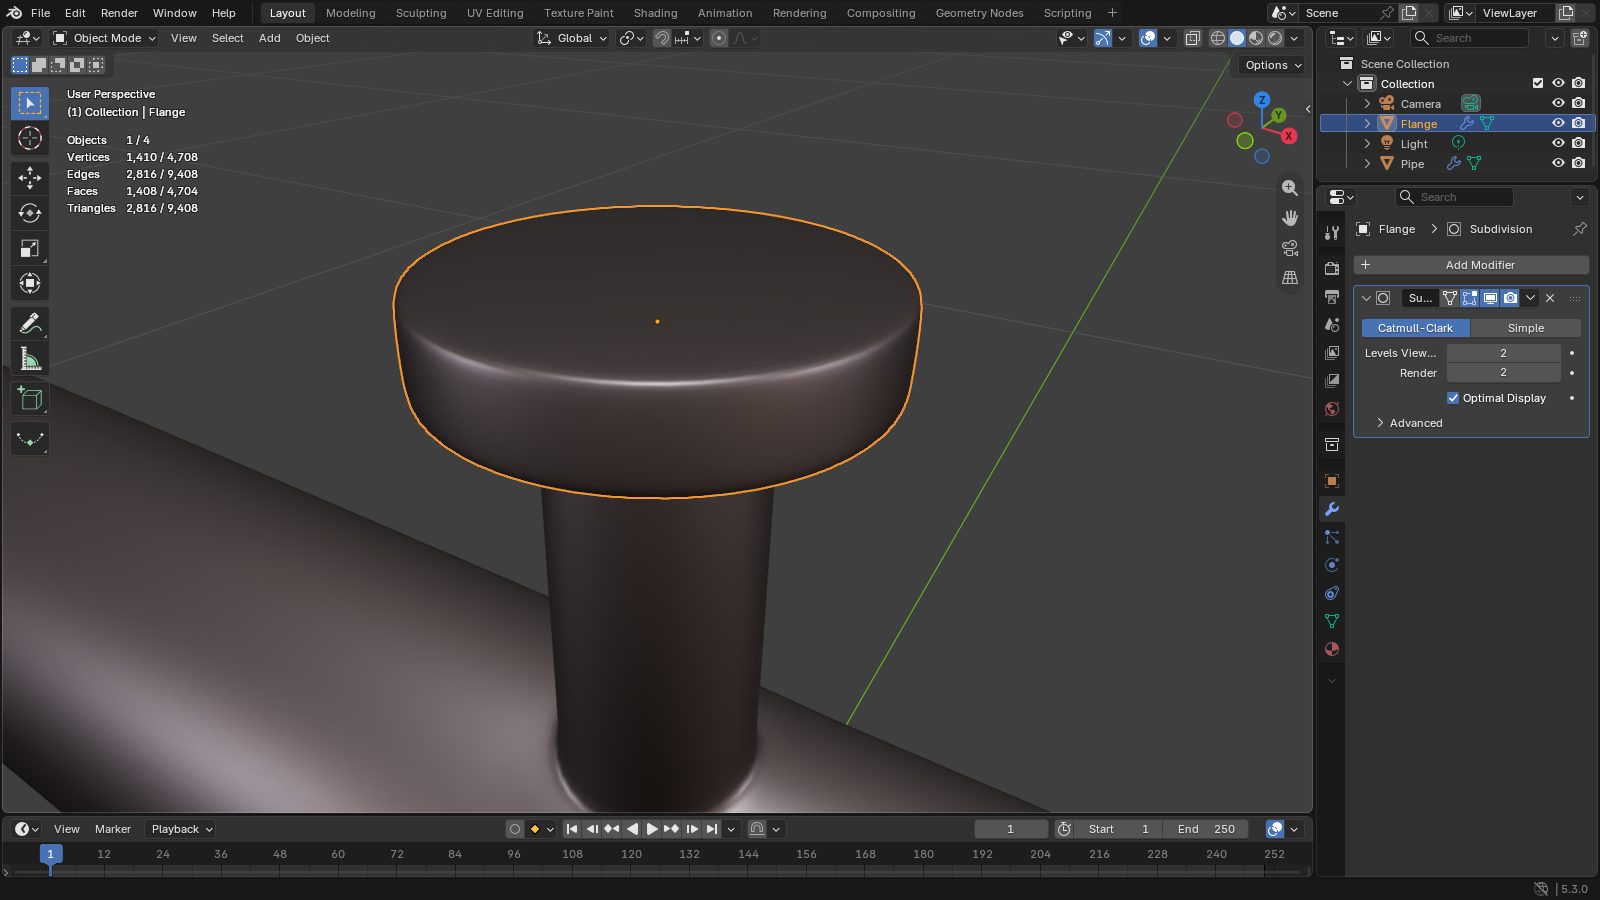 File Edit Render Window Help Layout Modeling Sculpting UV Editing Texture Paint Shading Animation Rendering Compositing Geometry Nodes Scripting Scene ViewLayer
Object Mode View Select Add Object Global Search
Options
User Perspective
(1) Collection | Flange
Objects 1 / 4
Vertices 1,410 / 4,708
Edges 2,816 / 9,408
Faces 1,408 / 4,704
Triangles 2,816 / 9,408
Z
Y
X
Scene Collection
Collection
Camera
Flange
Light
Pipe
Search
Flange Subdivision
Add Modifier
Su...
Catmull-Clark Simple
Levels View... 2
Render 2
Optimal Display
Advanced
View Marker Playback 1 Start 1 End 250
1 12 24 36 48 60 72 84 96 108 120 132 144 156 168 180 192 204 216 228 240 252
5.3.0